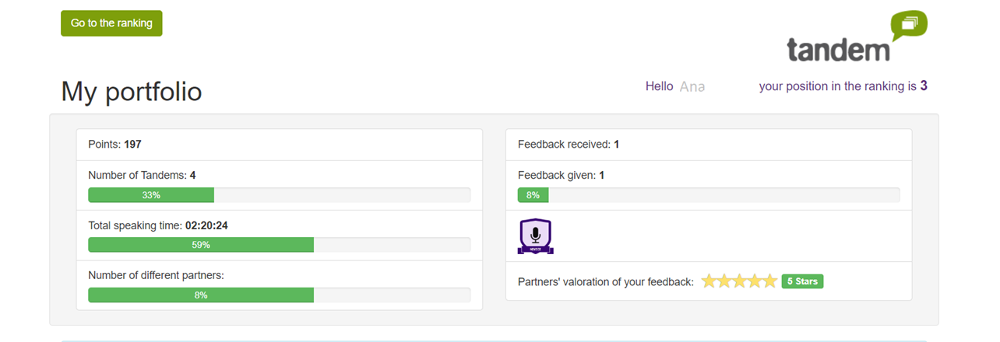 Go to the ranking
tandem
My portfolio
Hello Ana
your position in the ranking is 3
Points: 197
Number of Tandems: 4
33%
Total speaking time: 02:20:24
59%
Number of different partners:
8%
Feedback received: 1
Feedback given: 1
8%
Partners' valoration of your feedback:
5 Stars